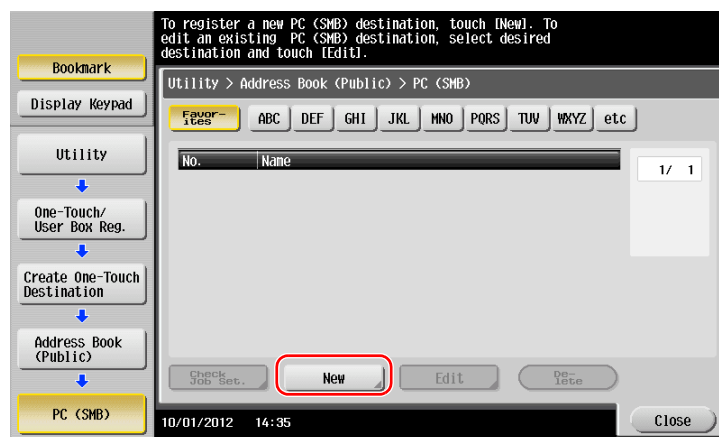 To register a new PC (SMB) destination, touch [New]. To
edit an existing  PC (SMB) destination, select desired
destination and touch [Edit].
Bookmark
Display Keypad
Utility
One-Touch/
User Box Reg.
Create One-Touch
Destination
Address Book
(Public)
PC (SMB)
Utility > Address Book (Public) > PC (SMB)
Favor-
ites
ABC DEF GHI JKL MNO PQRS TUV WXYZ etc
No. Name
1/ 1
Check
Job Set.
New
Edit
De-
lete
10/01/2012 14:35
Close